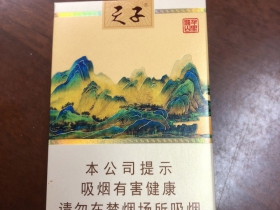 天子
本公司提示
吸烟有害健康
请勿在禁烟场所吸烟